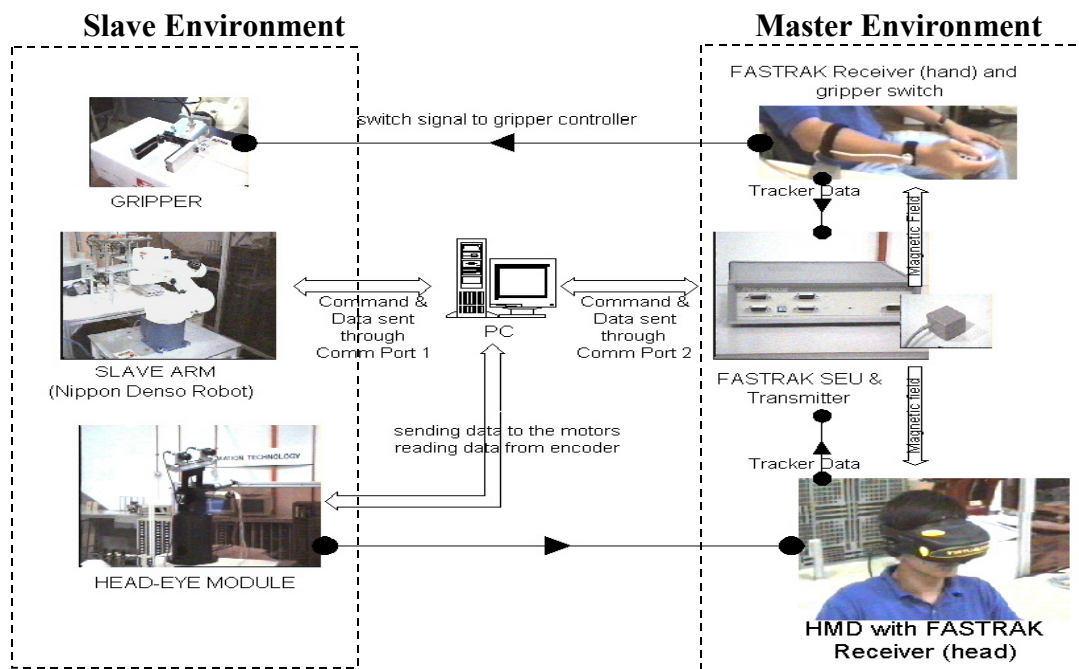 Slave Environment
Master Environment
FASTRAK Receiver (hand) and
gripper switch
switch signal to gripper controller
GRIPPER
Tracker Data
Magnetic Field
Command &
Data sent
through
Comm Port 1
PC
Command &
Data sent
through
Comm Port 2
SLAVE ARM
(Nippon Denso Robot)
FASTRAK SEU &
Transmitter
sending data to the motors
reading data from encoder
Magnetic field
Tracker Data
MATION TECHNOLOGY
HEAD-EYE MODULE
HMD with FASTRAK
Receiver (head)